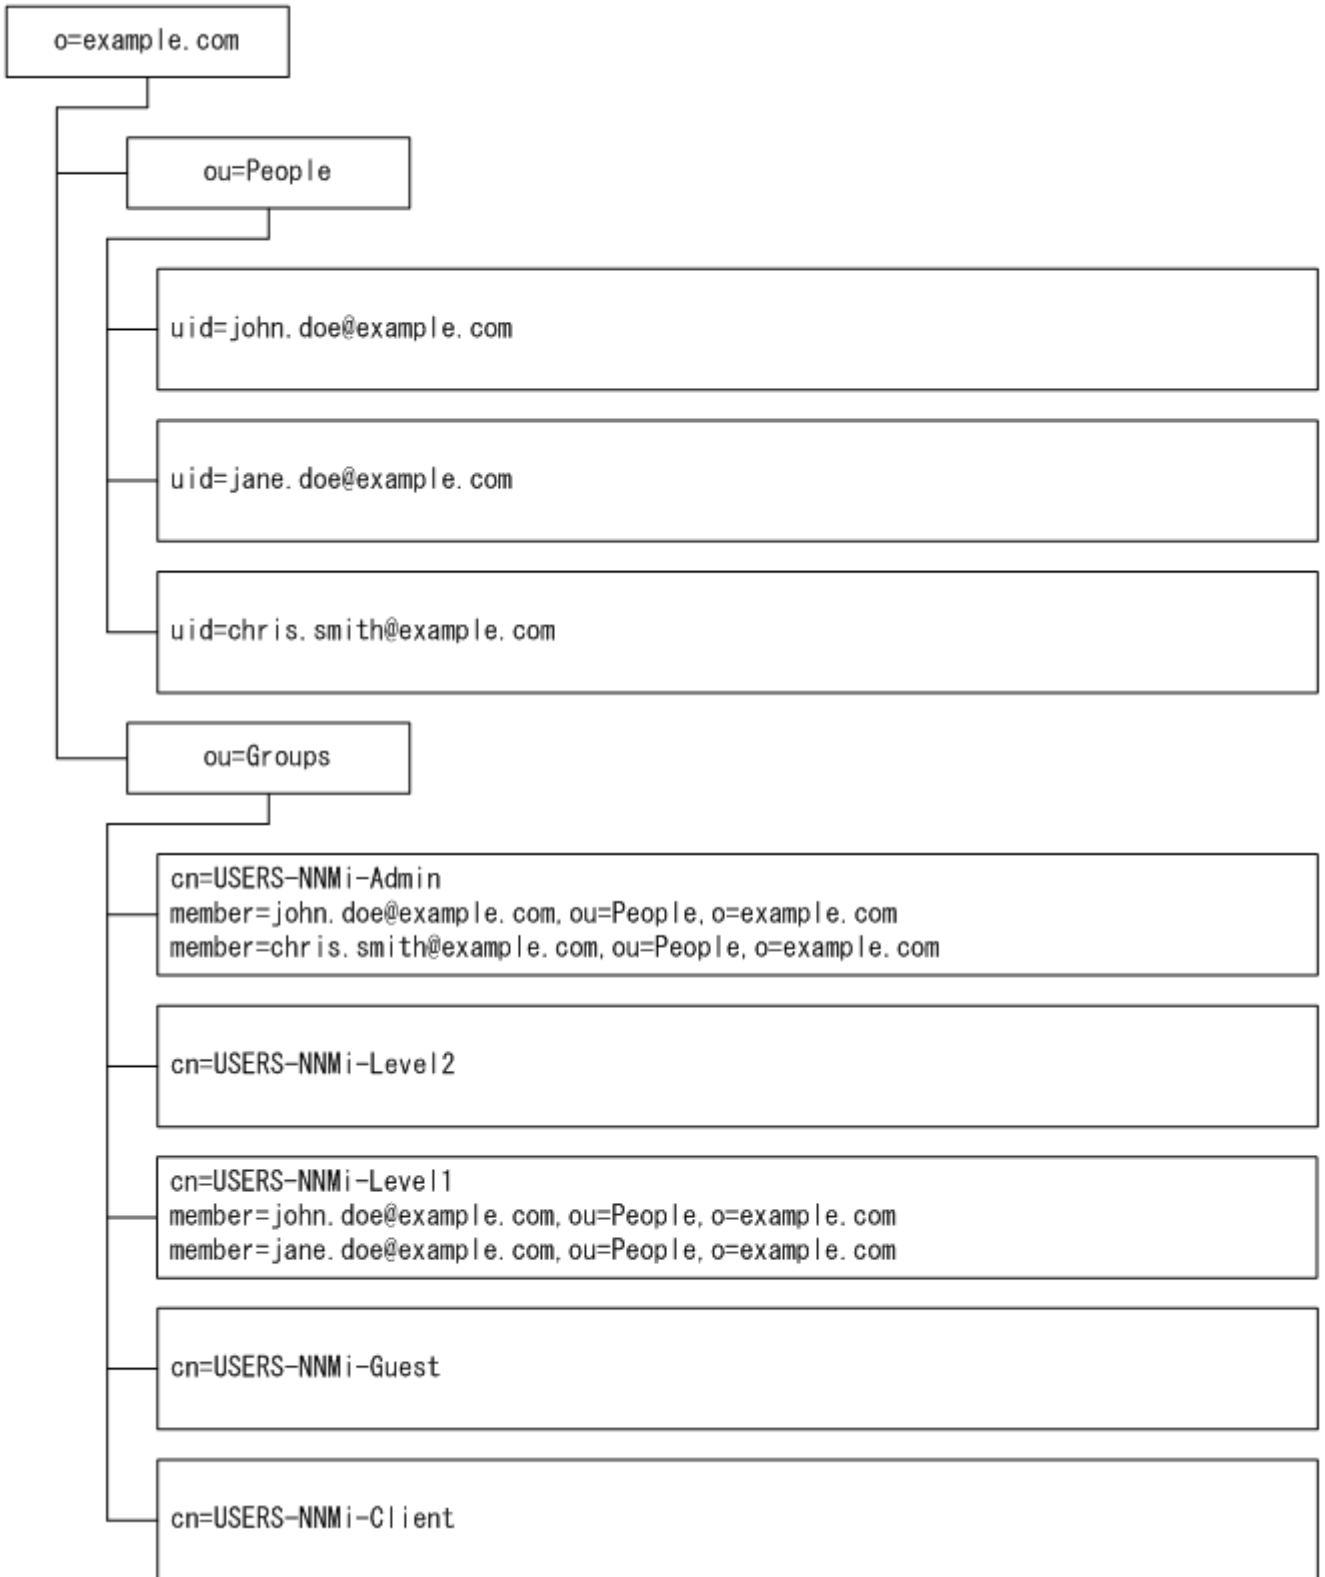 o=example.com
ou=People
uid=john.doe@example.com
uid=jane.doe@example.com
uid=chris.smith@example.com
ou=Groups
cn=USERS-NNMi-Admin
member=john.doe@example.com,ou=People,o=example.com
member=chris.smith@example.com,ou=People,o=example.com
cn=USERS-NNMi-Level2
cn=USERS-NNMi-Level1
member=john.doe@example.com,ou=People,o=example.com
member=jane.doe@example.com,ou=People,o=example.com
cn=USERS-NNMi-Guest
cn=USERS-NNMi-Client